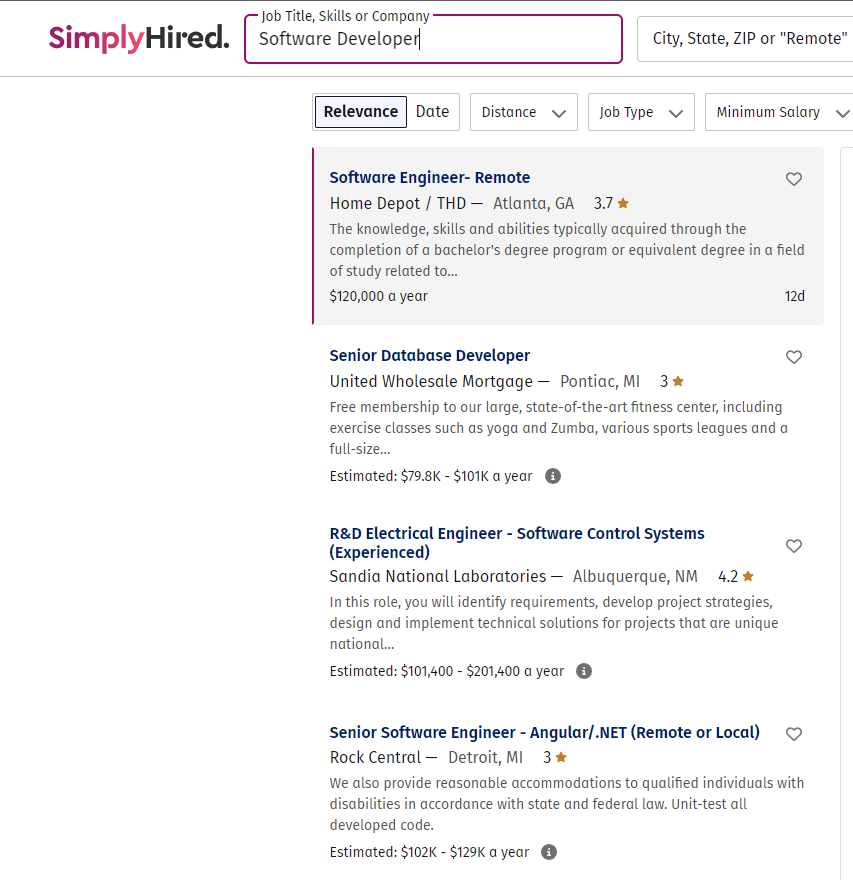 SimplyHired.
Job Title, Skills or Company
Software Developer
City, State, ZIP or "Remote"
Relevance Date Distance Job Type Minimum Salary
Software Engineer- Remote
Home Depot / THD — Atlanta, GA 3.7
The knowledge, skills and abilities typically acquired through the
completion of a bachelor's degree program or equivalent degree in a field
of study related to...
$120,000 a year 12d
Senior Database Developer
United Wholesale Mortgage — Pontiac, MI 3
Free membership to our large, state-of-the-art fitness center, including
exercise classes such as yoga and Zumba, various sports leagues and a
full-size...
Estimated: $79.8K - $101K a year
R&D Electrical Engineer - Software Control Systems
(Experienced)
Sandia National Laboratories — Albuquerque, NM 4.2
In this role, you will identify requirements, develop project strategies,
design and implement technical solutions for projects that are unique
national...
Estimated: $101,400 - $201,400 a year
Senior Software Engineer - Angular/.NET (Remote or Local)
Rock Central — Detroit, MI 3
We also provide reasonable accommodations to qualified individuals with
disabilities in accordance with state and federal law. Unit-test all
developed code.
Estimated: $102K - $129K a year